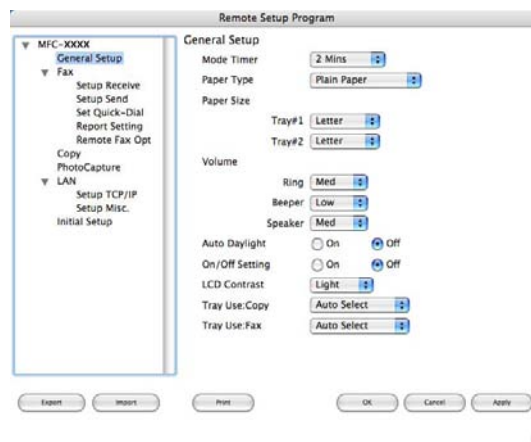 Remote Setup Program
MFC-XXXX
General Setup
Fax
Setup Receive
Setup Send
Set Quick-Dial
Report Setting
Remote Fax Opt
Copy
PhotoCapture
LAN
Setup TCP/IP
Setup Misc.
Initial Setup
General Setup
Mode Timer 2 Mins
Paper Type Plain Paper
Paper Size
Tray#1 Letter
Tray#2 Letter
Volume
Ring Med
Beeper Low
Speaker Med
Auto Daylight On Off
On/Off Setting On Off
LCD Contrast Light
Tray Use:Copy Auto Select
Tray Use:Fax Auto Select
Export Import Print OK Cancel Apply